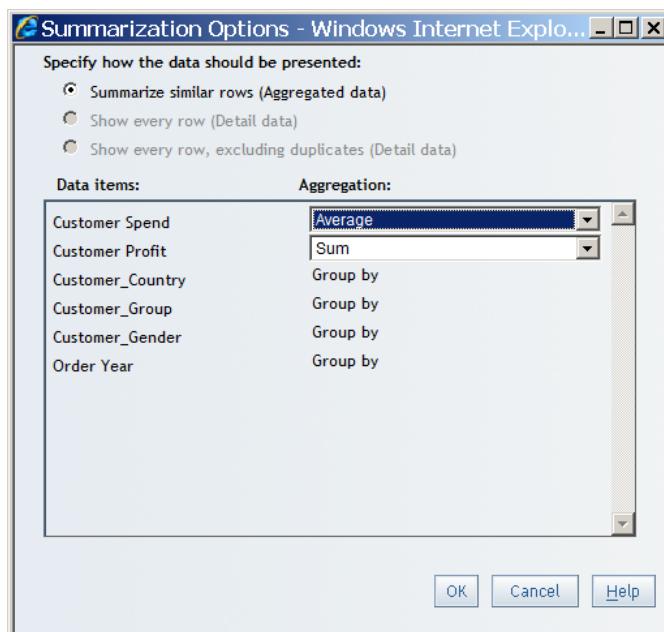 Summarization Options - Windows Internet Explo...
Specify how the data should be presented:
Summarize similar rows (Aggregated data)
Show every row (Detail data)
Show every row, excluding duplicates (Detail data)
Data items: Aggregation:
Customer Spend Average
Customer Profit Sum
Customer_Country Group by
Customer_Group Group by
Customer_Gender Group by
Order Year Group by
OK Cancel Help